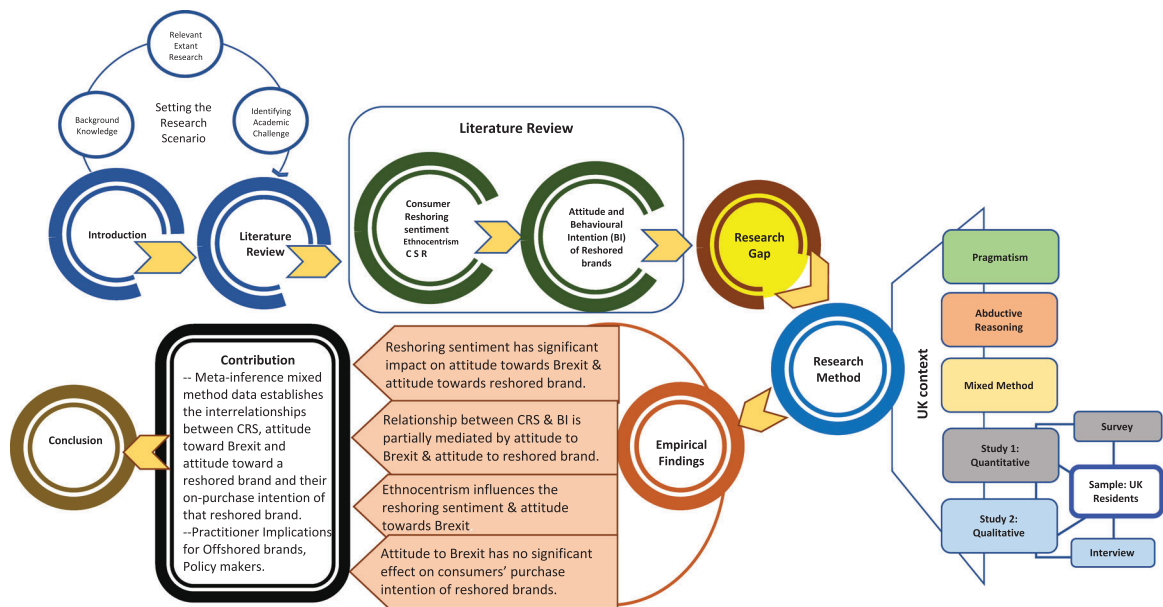 Relevant
Extant
Research
Setting the
Research
Scenario
Background
Knowledge
Identifying
Academic
Challenge
Introduction
Literature
Review
Literature Review
Consumer
Reshoring
sentiment
Ethnocentrism
C S R
Attitude and
Behavioural
Intention (BI)
of Reshored
brands
Research
Gap
Research
Method
UK context
Pragmatism
Abductive
Reasoning
Mixed Method
Study 1:
Quantitative
Study 2:
Qualitative
Survey
Sample: UK
Residents
Interview
Empirical
Findings
Reshoring sentiment has significant
impact on attitude towards Brexit &
attitude towards reshored brand.
Relationship between CRS & BI is
partially mediated by attitude to
Brexit & attitude to reshored brand.
Ethnocentrism influences the
reshoring sentiment & attitude
towards Brexit
Attitude to Brexit has no significant
effect on consumers’ purchase
intention of reshored brands.
Contribution
-- Meta-inference mixed
method data establishes
the interrelationships
between CRS, attitude
toward Brexit and
attitude toward a
reshored brand and their
on-purchase intention of
that reshored brand.
--Practitioner Implications
for Offshored brands,
Policy makers.
Conclusion